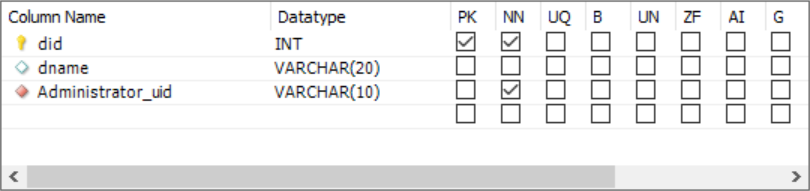 Column Name Datatype PK NN UQ B UN ZF AI G
did INT
dname VARCHAR(20)
Administrator_uid VARCHAR(10)